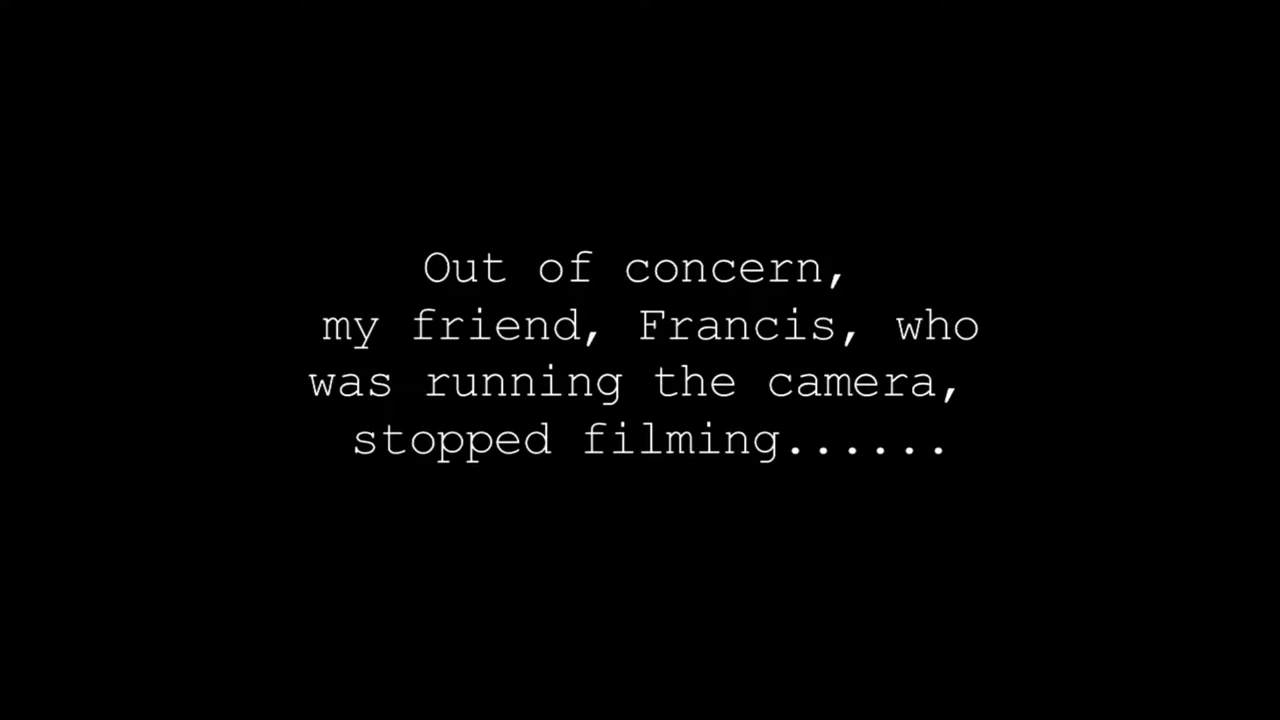 Out of concern,
my friend, Francis, who
was running the camera,
stopped filming......